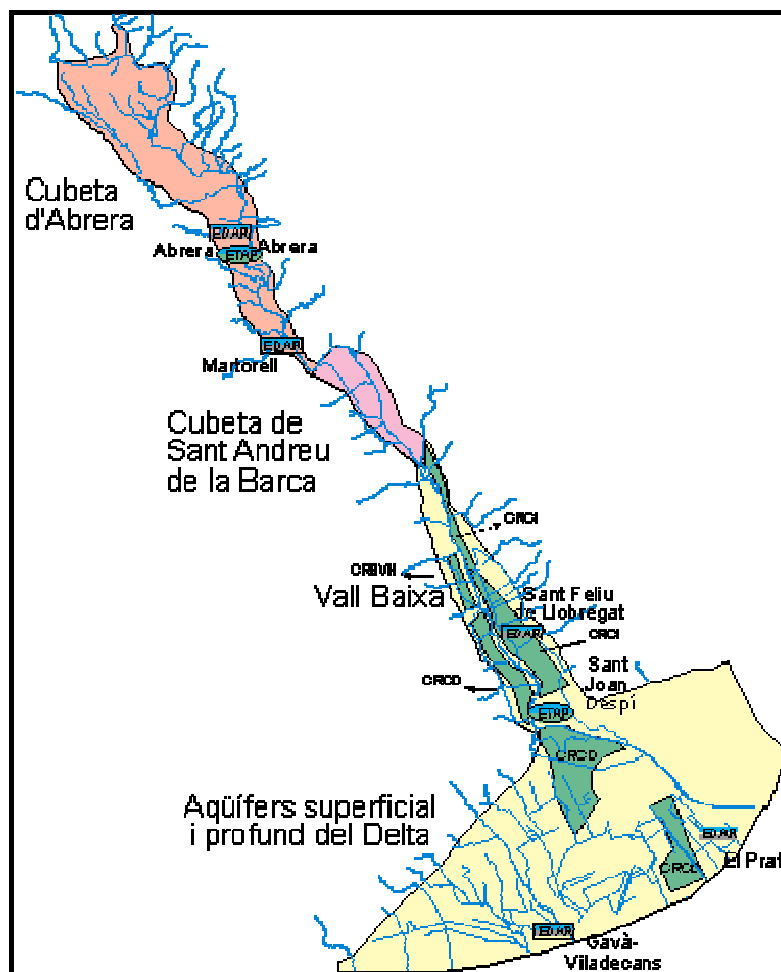 Cubeta
d'Abrera
EDAR
Abrera
ETAP
Abrera
EDAR
Martorell
Cubeta de
Sant Andreu
de la Barca
CRCI
CRBVIII
Vall Baixa
Sant Feliu
de Llobregat
EDAR
CRCI
Sant
Joan
Despí
CRCD
ETAP
CRCD
Aqüífers superficial
i profund del Delta
EDAR
El Prat
EDAR
Gavà-
Viladecans